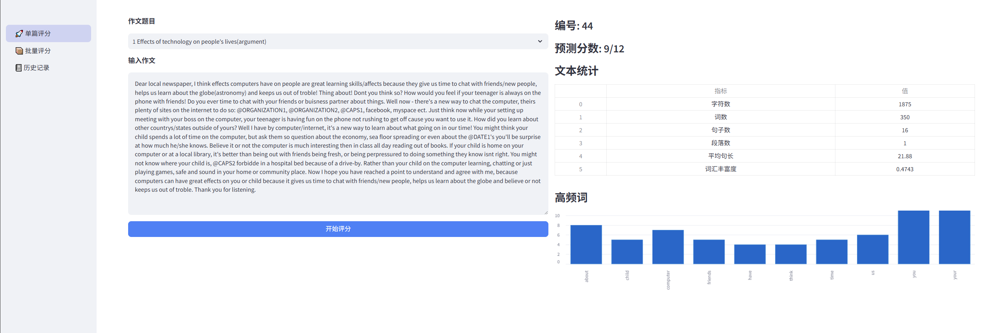 🚀 单篇评分
📦 批量评分
📓 历史记录
作文题目
1 Effects of technology on people's lives(argument)
输入作文
Dear local newspaper, I think effects computers have on people are great learning skills/affects because they give us time to chat with friends/new people,
helps us learn about the globe(astronomy) and keeps us out of troble! Thing about! Dont you think so? How would you feel if your teenager is always on the
phone with friends! Do you ever time to chat with your friends or buisness partner about things. Well now - there's a new way to chat the computer, theirs
plenty of sites on the internet to do so: @ORGANIZATION1, @ORGANIZATION2, @CAPS1, facebook, myspace ect. Just think now while your setting up
meeting with your boss on the computer, your teenager is having fun on the phone not rushing to get off cause you want to use it. How did you learn about
other countrys/states outside of yours? Well I have by computer/internet, it's a new way to learn about what going on in our time! You might think your
child spends a lot of time on the computer, but ask them so question about the economy, sea floor spreading or even about the @DATE1's you'll be surprise
at how much he/she knows. Believe it or not the computer is much interesting then in class all day reading out of books. If your child is home on your
computer or at a local library, it's better than being out with friends being fresh, or being perpressured to doing something they know isnt right. You might
not know where your child is, @CAPS2 forbidde in a hospital bed because of a drive-by. Rather than your child on the computer learning, chatting or just
playing games, safe and sound in your home or community place. Now I hope you have reached a point to understand and agree with me, because
computers can have great effects on you or child because it gives us time to chat with friends/new people, helps us learn about the globe and believe or not
keeps us out of troble. Thank you for listening.
开始评分
编号: 44
预测分数: 9/12
文本统计
指标 值
0 字符数 1875
1 词数 350
2 句子数 16
3 段落数 1
4 平均句长 21.88
5 词汇丰富度 0.4743
高频词
10
8
6
4
2
0
about child computer friends have think time us you your